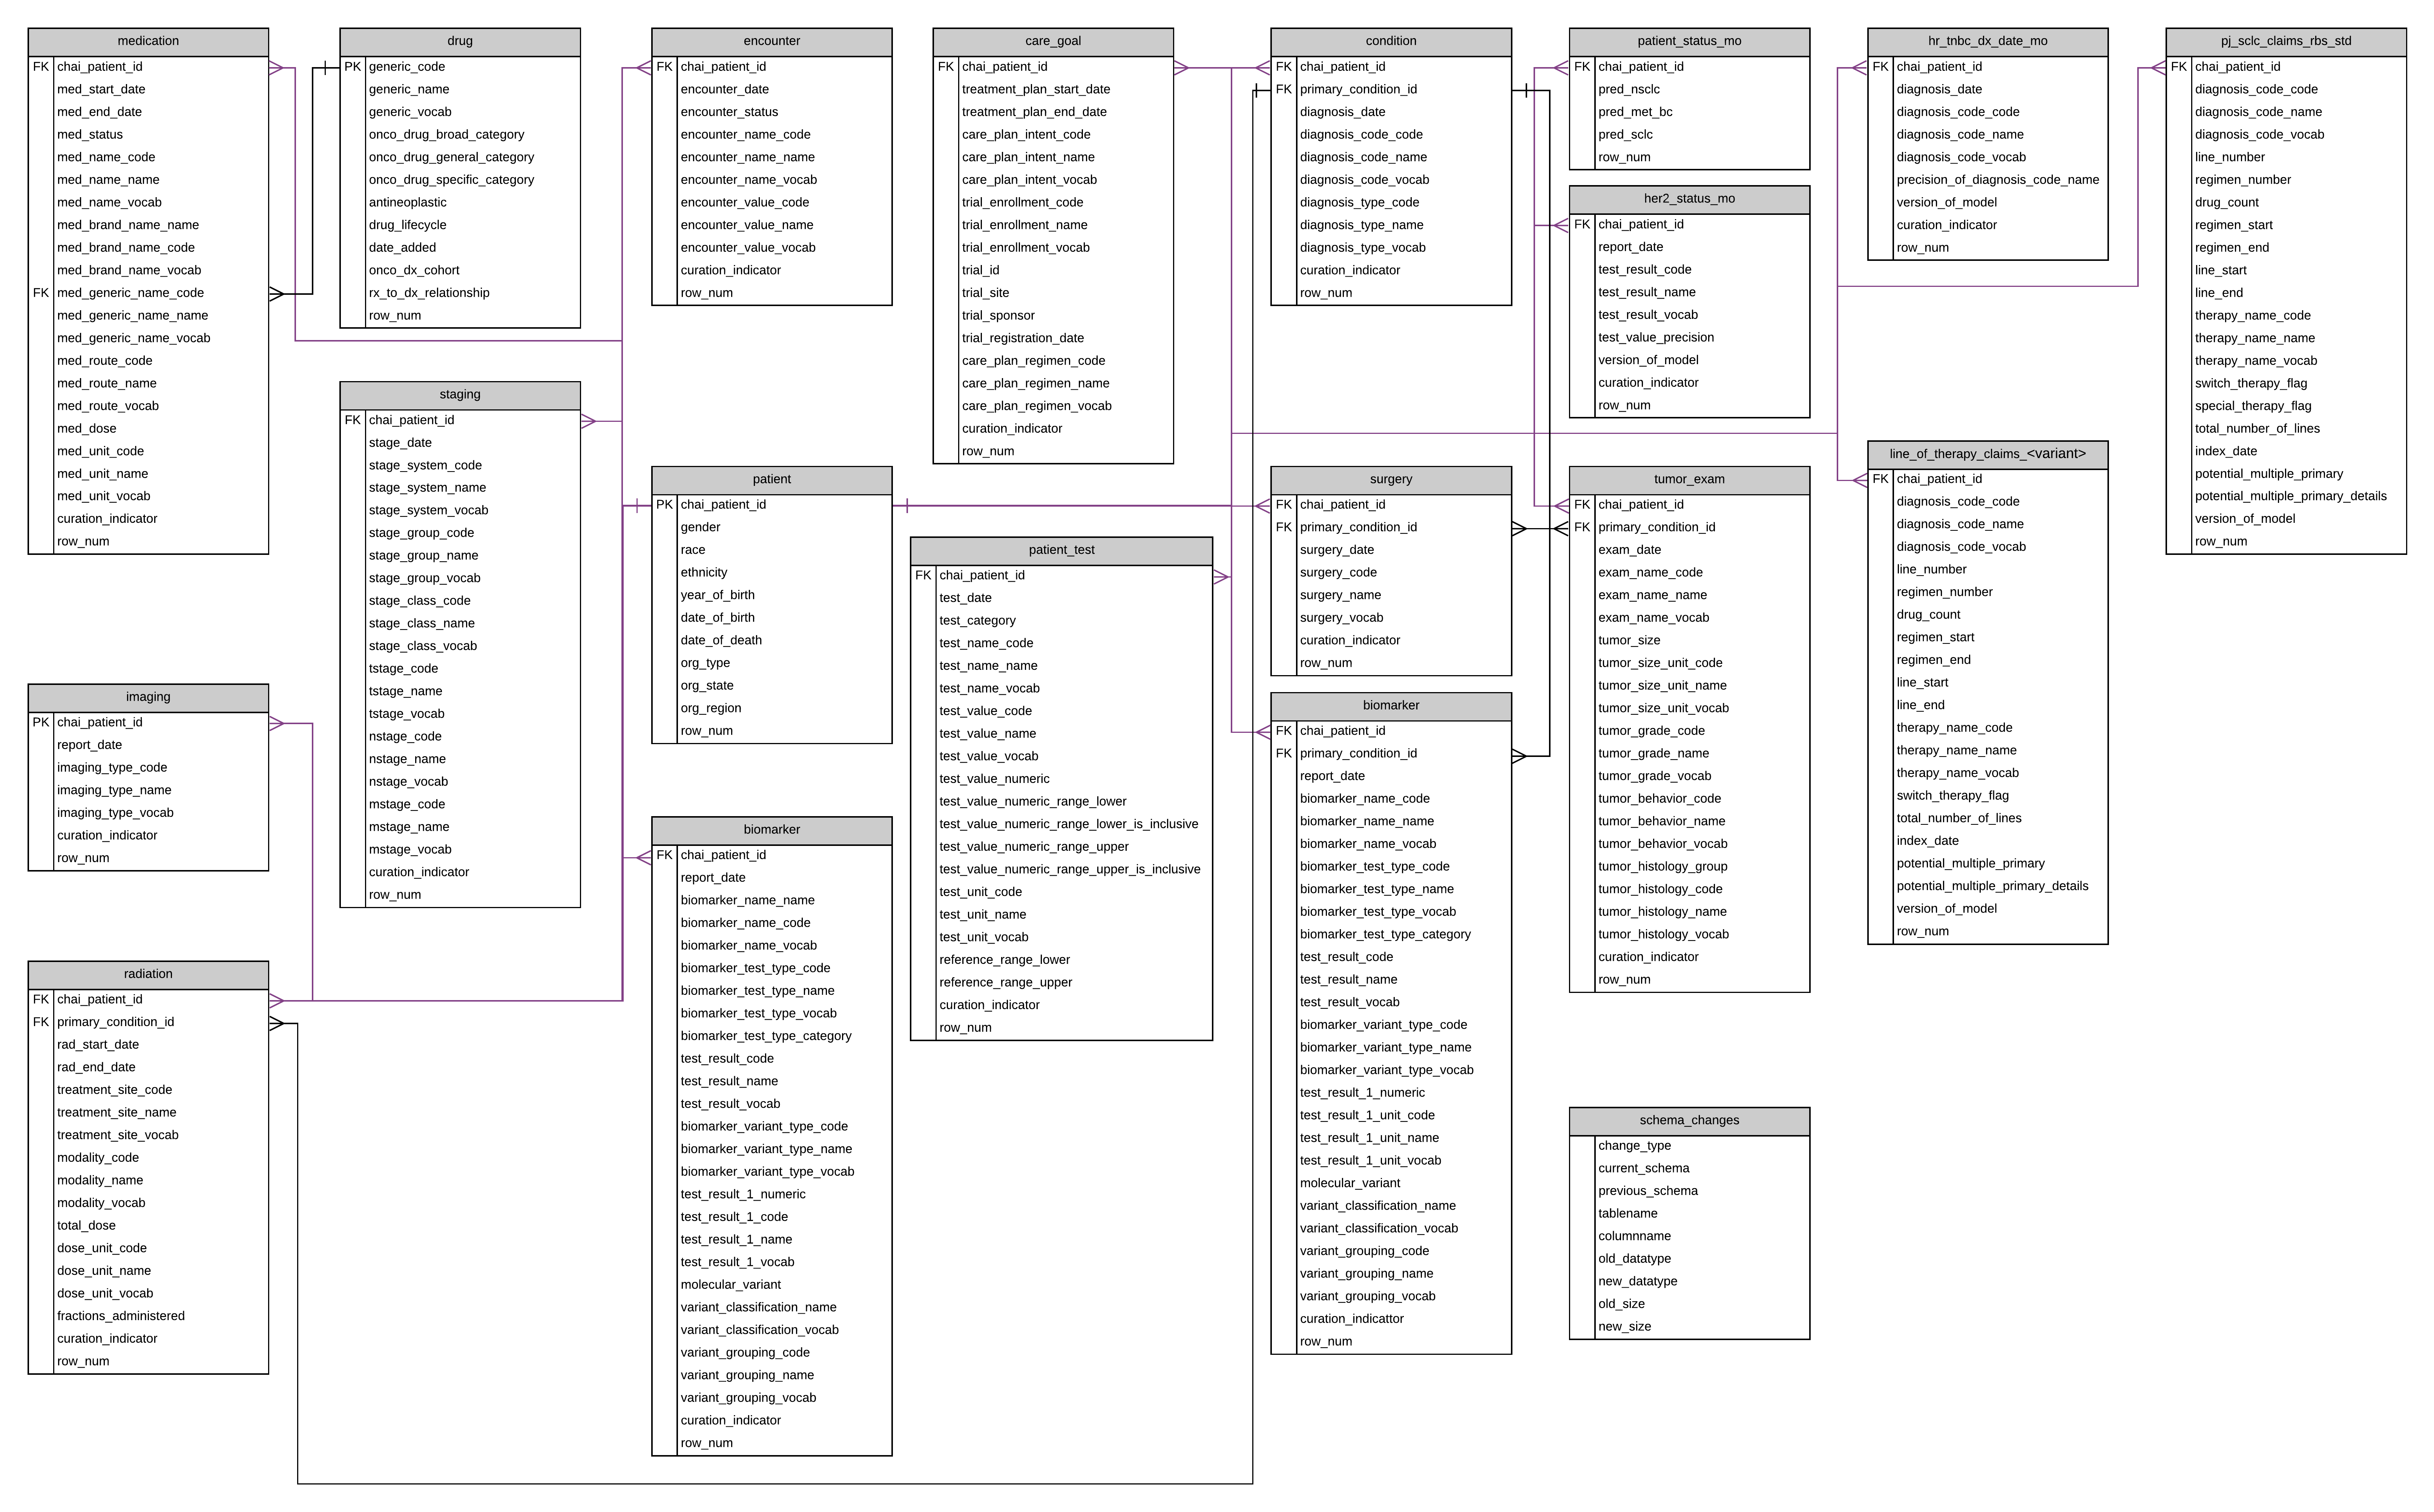 medication
FK chai_patient_id
med_start_date
med_end_date
med_status
med_name_code
med_name_name
med_name_vocab
med_brand_name_name
med_brand_name_code
med_brand_name_vocab
FK med_generic_name_code
med_generic_name_name
med_generic_name_vocab
med_route_code
med_route_name
med_route_vocab
med_dose
med_unit_code
med_unit_name
med_unit_vocab
curation_indicator
row_num
imaging
PK chai_patient_id
report_date
imaging_type_code
imaging_type_name
imaging_type_vocab
curation_indicator
row_num
radiation
FK chai_patient_id
FK primary_condition_id
rad_start_date
rad_end_date
treatment_site_code
treatment_site_name
treatment_site_vocab
modality_code
modality_name
modality_vocab
total_dose
dose_unit_code
dose_unit_name
dose_unit_vocab
fractions_administered
curation_indicator
row_num
drug
PK generic_code
generic_name
generic_vocab
onco_drug_broad_category
onco_drug_general_category
onco_drug_specific_category
antineoplastic
drug_lifecycle
date_added
onco_dx_cohort
rx_to_dx_relationship
row_num
staging
FK chai_patient_id
stage_date
stage_system_code
stage_system_name
stage_system_vocab
stage_group_code
stage_group_name
stage_group_vocab
stage_class_code
stage_class_name
stage_class_vocab
tstage_code
tstage_name
tstage_vocab
nstage_code
nstage_name
nstage_vocab
mstage_code
mstage_name
mstage_vocab
curation_indicator
row_num
encounter
FK chai_patient_id
encounter_date
encounter_status
encounter_name_code
encounter_name_name
encounter_name_vocab
encounter_value_code
encounter_value_name
encounter_value_vocab
curation_indicator
row_num
patient
PK chai_patient_id
gender
race
ethnicity
year_of_birth
date_of_birth
date_of_death
org_type
org_state
org_region
row_num
biomarker
FK chai_patient_id
report_date
biomarker_name_name
biomarker_name_code
biomarker_name_vocab
biomarker_test_type_code
biomarker_test_type_name
biomarker_test_type_vocab
biomarker_test_type_category
test_result_code
test_result_name
test_result_vocab
biomarker_variant_type_code
biomarker_variant_type_name
biomarker_variant_type_vocab
test_result_1_numeric
test_result_1_code
test_result_1_name
test_result_1_vocab
molecular_variant
variant_classification_name
variant_classification_vocab
variant_grouping_code
variant_grouping_name
variant_grouping_vocab
curation_indicator
row_num
care_goal
FK chai_patient_id
treatment_plan_start_date
treatment_plan_end_date
care_plan_intent_code
care_plan_intent_name
care_plan_intent_vocab
trial_enrollment_code
trial_enrollment_name
trial_enrollment_vocab
trial_id
trial_site
trial_sponsor
trial_registration_date
care_plan_regimen_code
care_plan_regimen_name
care_plan_regimen_vocab
curation_indicator
row_num
patient_test
FK chai_patient_id
test_date
test_category
test_name_code
test_name_name
test_name_vocab
test_value_code
test_value_name
test_value_vocab
test_value_numeric
test_value_numeric_range_lower
test_value_numeric_range_lower_is_inclusive
test_value_numeric_range_upper
test_value_numeric_range_upper_is_inclusive
test_unit_code
test_unit_name
test_unit_vocab
reference_range_lower
reference_range_upper
curation_indicator
row_num
condition
FK chai_patient_id
FK primary_condition_id
diagnosis_date
diagnosis_code_code
diagnosis_code_name
diagnosis_code_vocab
diagnosis_type_code
diagnosis_type_name
diagnosis_type_vocab
curation_indicator
row_num
surgery
FK chai_patient_id
FK primary_condition_id
surgery_date
surgery_code
surgery_name
surgery_vocab
curation_indicator
row_num
biomarker
FK chai_patient_id
FK primary_condition_id
report_date
biomarker_name_code
biomarker_name_name
biomarker_name_vocab
biomarker_test_type_code
biomarker_test_type_name
biomarker_test_type_vocab
biomarker_test_type_category
test_result_code
test_result_name
test_result_vocab
biomarker_variant_type_code
biomarker_variant_type_name
biomarker_variant_type_vocab
test_result_1_numeric
test_result_1_unit_code
test_result_1_unit_name
test_result_1_unit_vocab
molecular_variant
variant_classification_name
variant_classification_vocab
variant_grouping_code
variant_grouping_name
variant_grouping_vocab
curation_indicattor
row_num
patient_status_mo
FK chai_patient_id
pred_nsclc
pred_met_bc
pred_sclc
row_num
her2_status_mo
FK chai_patient_id
report_date
test_result_code
test_result_name
test_result_vocab
test_value_precision
version_of_model
curation_indicator
row_num
tumor_exam
FK chai_patient_id
FK primary_condition_id
exam_date
exam_name_code
exam_name_name
exam_name_vocab
tumor_size
tumor_size_unit_code
tumor_size_unit_name
tumor_size_unit_vocab
tumor_grade_code
tumor_grade_name
tumor_grade_vocab
tumor_behavior_code
tumor_behavior_name
tumor_behavior_vocab
tumor_histology_group
tumor_histology_code
tumor_histology_name
tumor_histology_vocab
curation_indicator
row_num
schema_changes
change_type
current_schema
previous_schema
tablename
columnname
old_datatype
new_datatype
old_size
new_size
hr_tnbc_dx_date_mo
FK chai_patient_id
diagnosis_date
diagnosis_code_code
diagnosis_code_name
diagnosis_code_vocab
precision_of_diagnosis_code_name
version_of_model
curation_indicator
row_num
line_of_therapy_claims_<variant>
FK chai_patient_id
diagnosis_code_code
diagnosis_code_name
diagnosis_code_vocab
line_number
regimen_number
drug_count
regimen_start
regimen_end
line_start
line_end
therapy_name_code
therapy_name_name
therapy_name_vocab
switch_therapy_flag
total_number_of_lines
index_date
potential_multiple_primary
potential_multiple_primary_details
version_of_model
row_num
pj_sclc_claims_rbs_std
FK chai_patient_id
diagnosis_code_code
diagnosis_code_name
diagnosis_code_vocab
line_number
regimen_number
drug_count
regimen_start
regimen_end
line_start
line_end
therapy_name_code
therapy_name_name
therapy_name_vocab
switch_therapy_flag
special_therapy_flag
total_number_of_lines
index_date
potential_multiple_primary
potential_multiple_primary_details
version_of_model
row_num